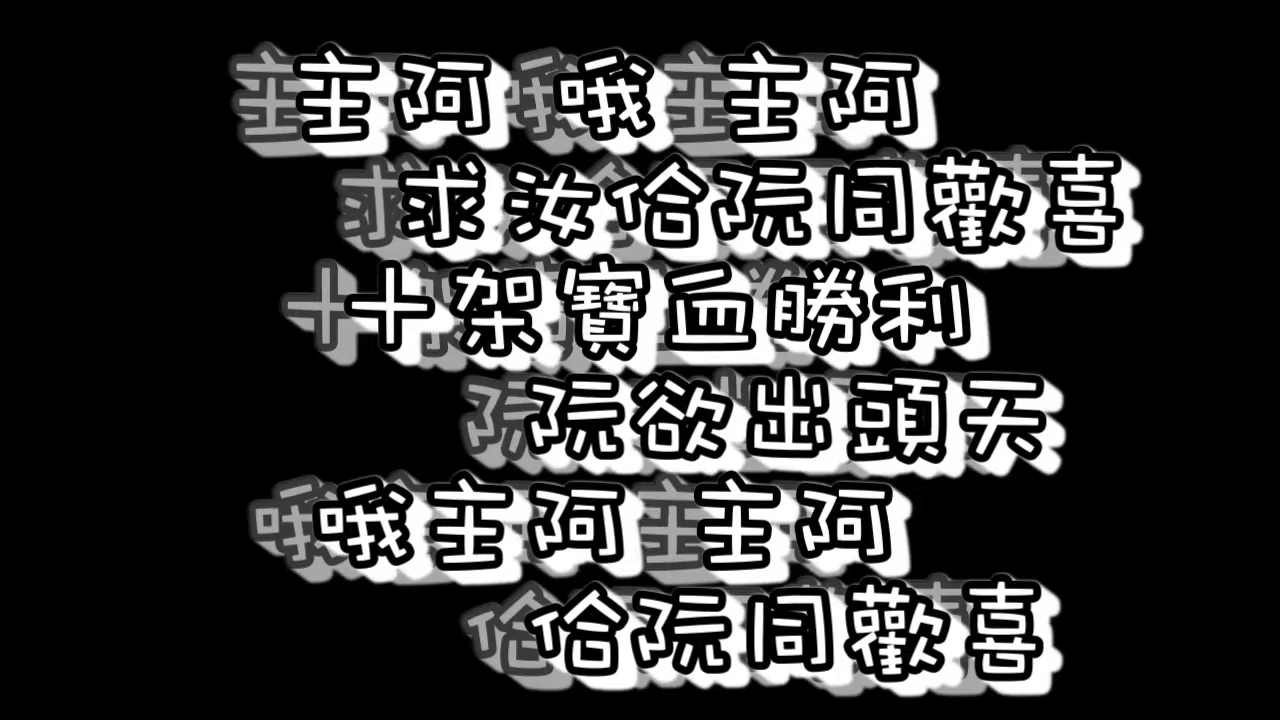 主阿 哦 主阿
求汝佮阮同歡喜
十架寶血勝利
阮欲出頭天
哦主阿 主阿
佮阮同歡喜